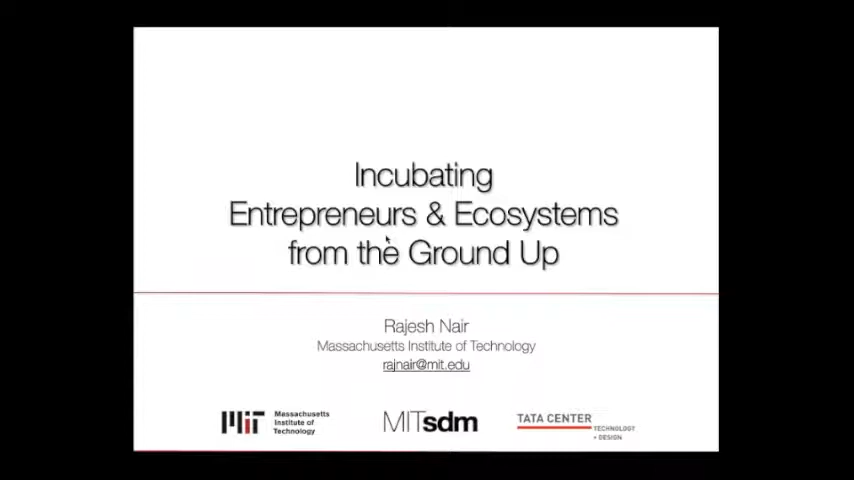 Incubating
Entrepreneurs & Ecosystems
from the Ground Up
Rajesh Nair
Massachusetts Institute of Technology
rajnair@mit.edu
MIT Massachusetts
Institute of
Technology
MITsdm
TATA CENTER
TECHNOLOGY
+ DESIGN